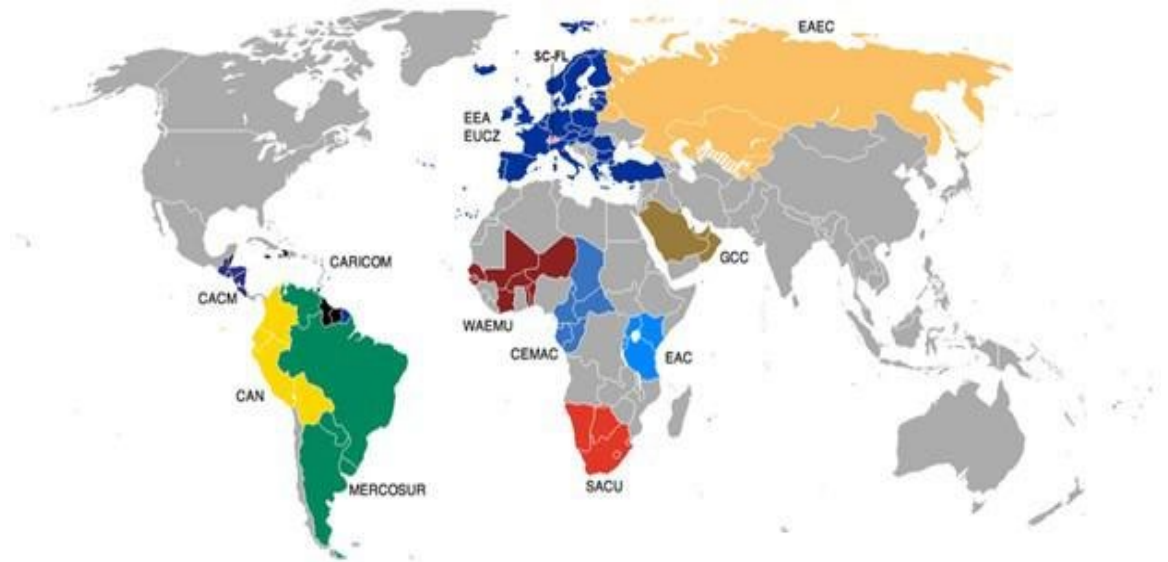 EAEC
SC-FL
EEA
EUCZ
GCC
CARICOM
CACM
WAEMU
CEMAC
EAC
CAN
SACU
MERCOSUR